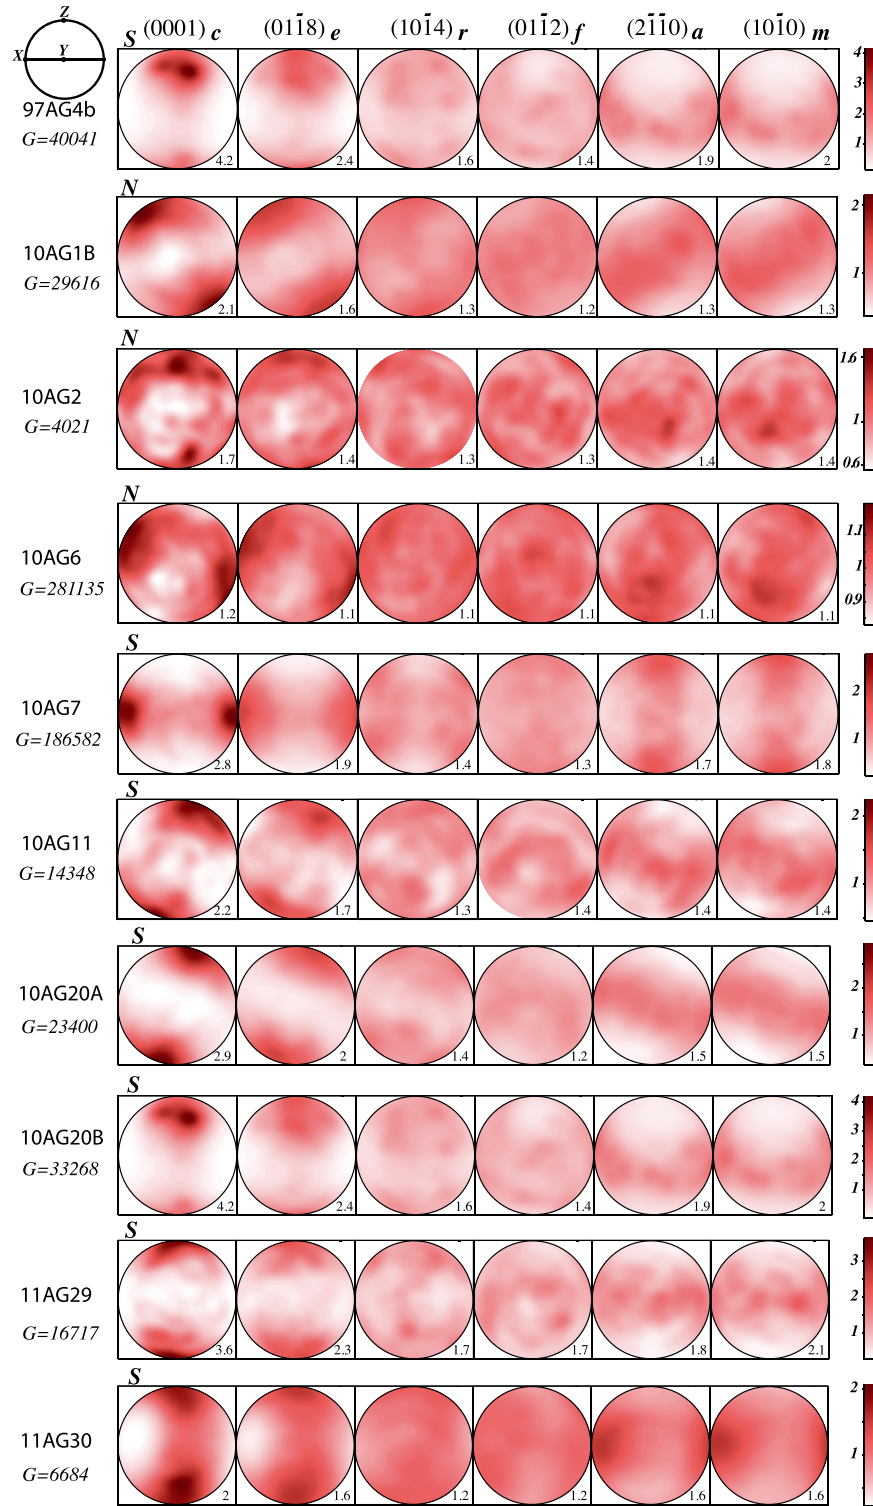 Z
X Y
S (0001) c (011̄8) e (101̄4) r (011̄2) f (21̄1̄0) a (101̄0) m
97AG4b
G=40041
4.2 2.4 1.6 1.4 1.9 2
4
3
2
1
N
10AG1B
G=29616
2.1 1.6 1.3 1.2 1.3 1.3
2
1
N
10AG2
G=4021
1.7 1.4 1.3 1.3 1.4 1.4
1.6
1
0.6
N
10AG6
G=281135
1.2 1.1 1.1 1.1 1.1 1.1
1.1
1
0.9
S
10AG7
G=186582
2.8 1.9 1.4 1.3 1.7 1.8
2
1
S
10AG11
G=14348
2.2 1.7 1.3 1.4 1.4 1.4
2
1
S
10AG20A
G=23400
2.9 2 1.4 1.2 1.5 1.5
2
1
S
10AG20B
G=33268
4.2 2.4 1.6 1.4 1.9 2
4
3
2
1
S
11AG29
G=16717
3.6 2.3 1.7 1.7 1.8 2.1
3
2
1
S
11AG30
G=6684
2 1.6 1.2 1.2 1.6 1.6
2
1